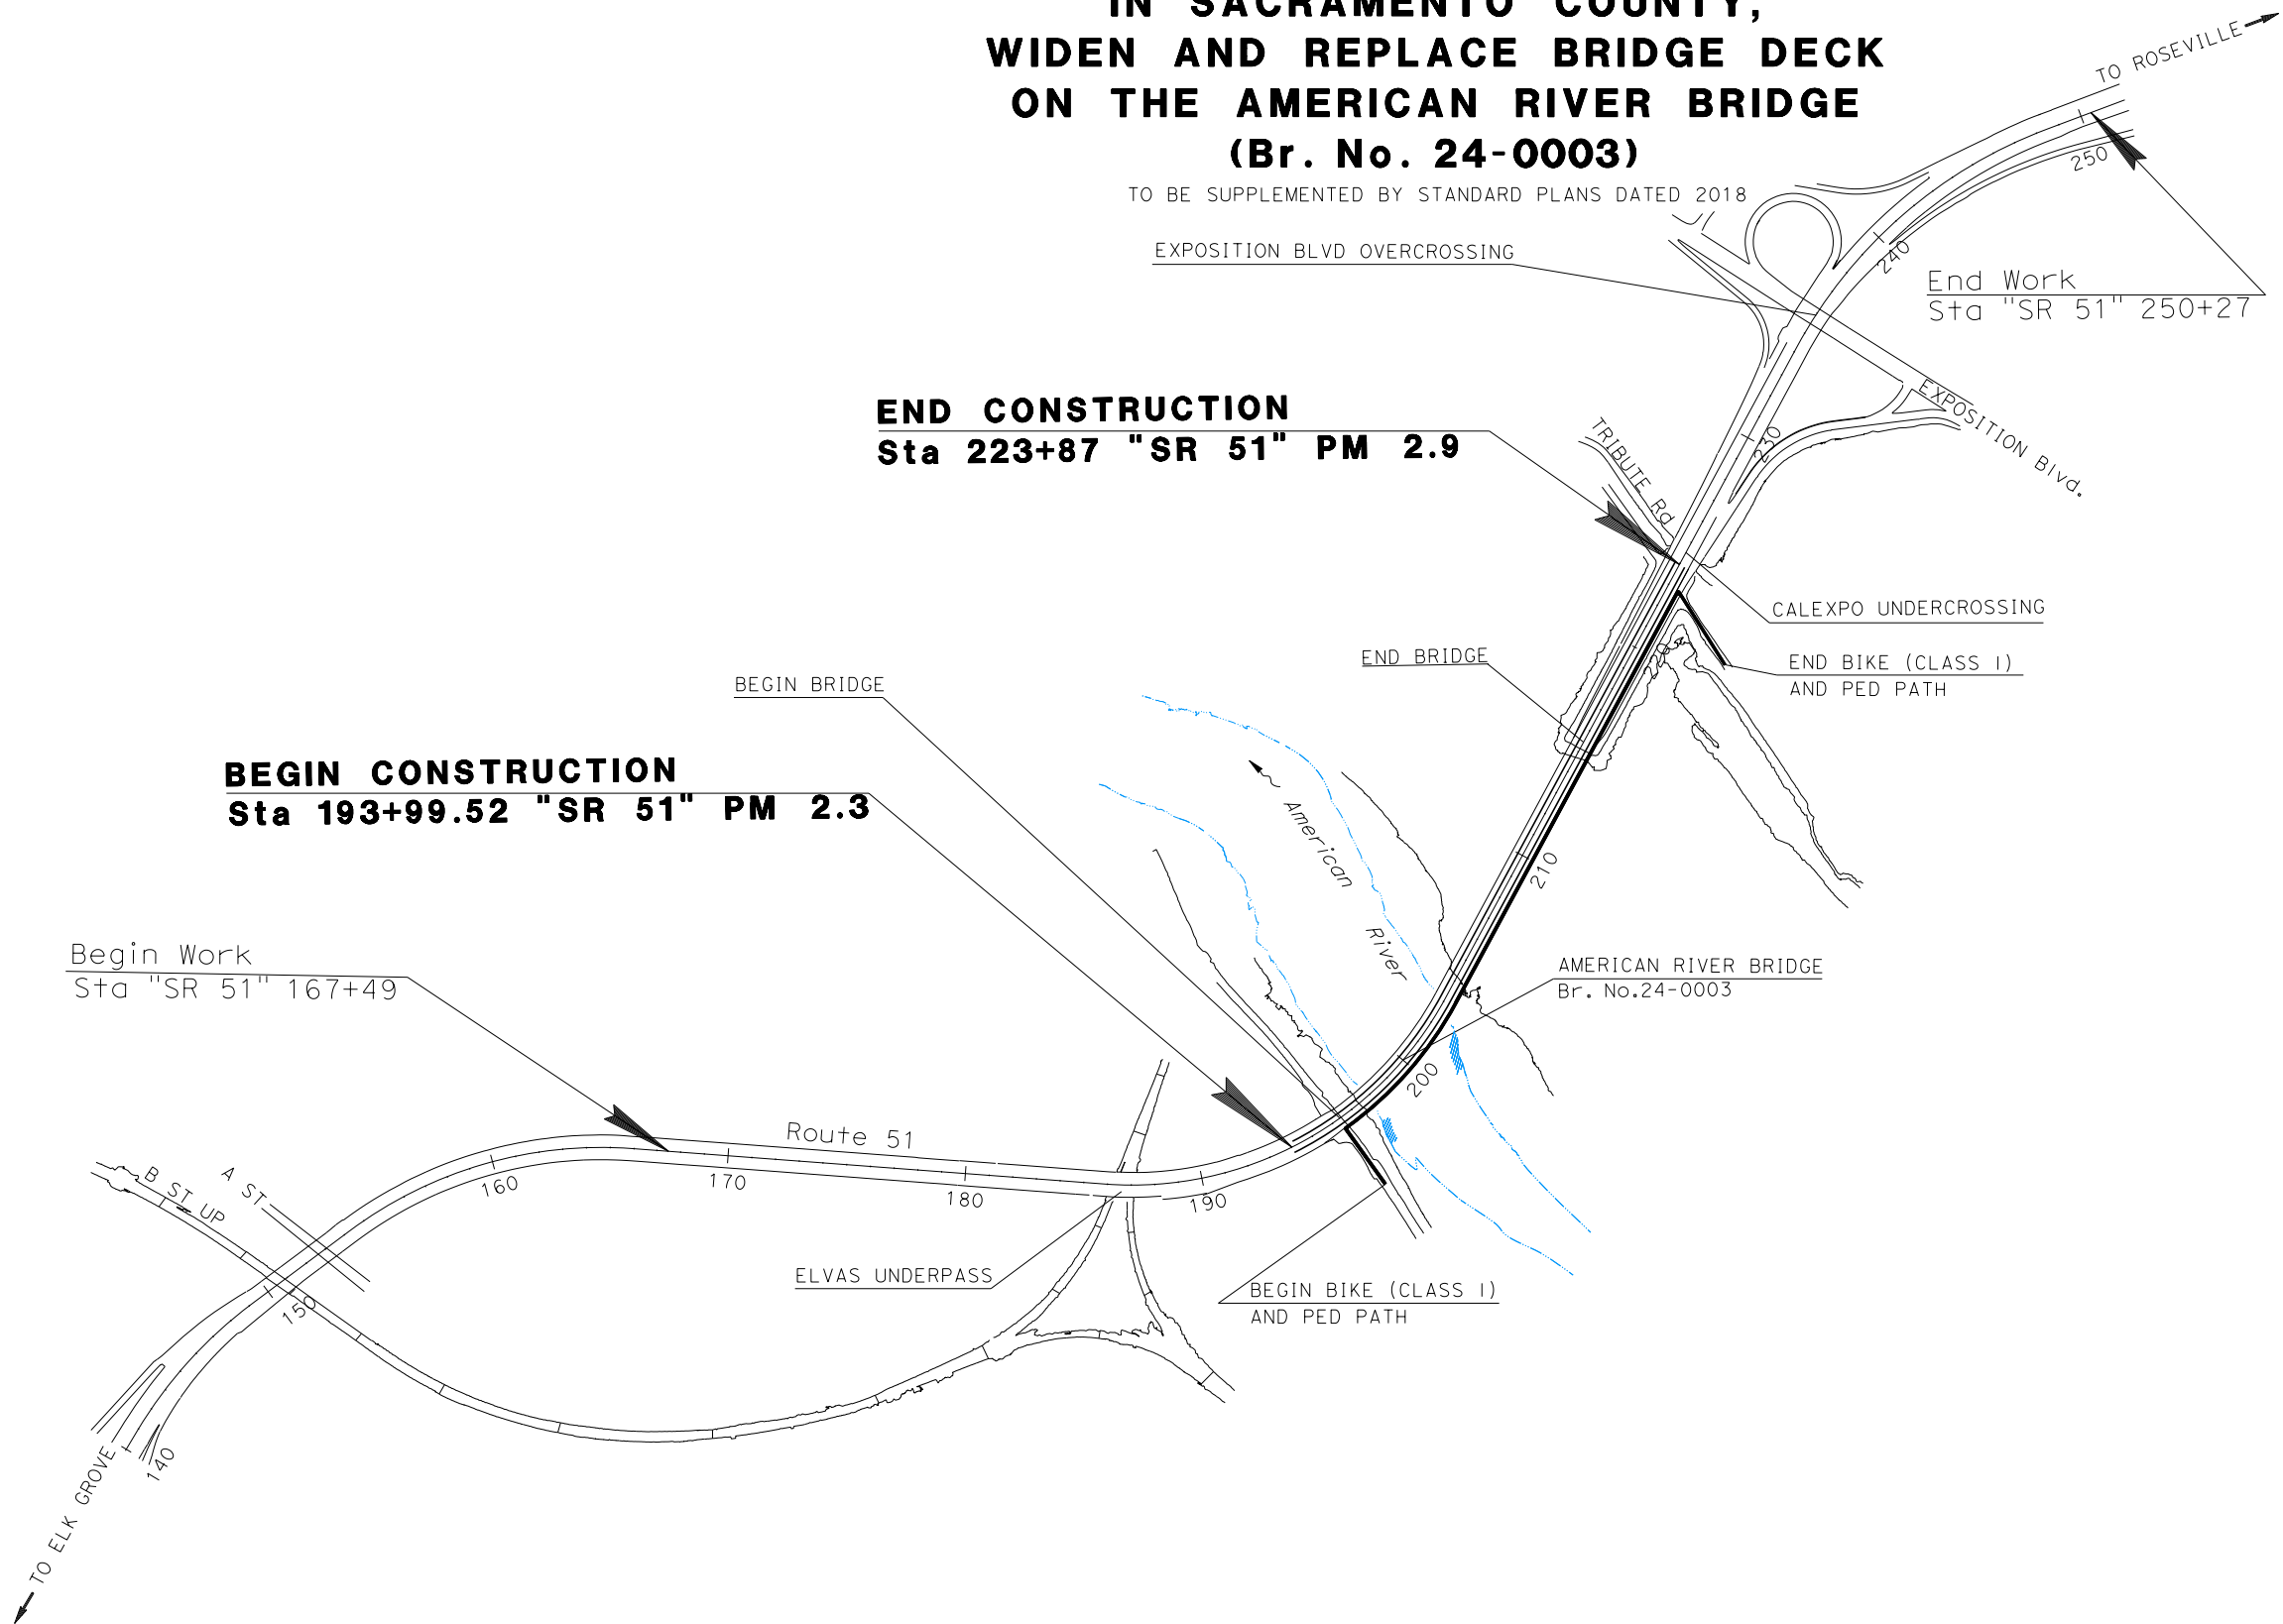 IN SACRAMENTO COUNTY,
WIDEN AND REPLACE BRIDGE DECK
ON THE AMERICAN RIVER BRIDGE
(Br. No. 24-0003)
TO BE SUPPLEMENTED BY STANDARD PLANS DATED 2018
TO ROSEVILLE
250
EXPOSITION BLVD OVERCROSSING
240
End Work
Sta "SR 51" 250+27
END CONSTRUCTION
Sta 223+87 "SR 51" PM 2.9
TRIBUTE Rd
230
EXPOSITION Blvd.
CALEXPO UNDERCROSSING
END BRIDGE
END BIKE (CLASS I)
AND PED PATH
BEGIN BRIDGE
BEGIN CONSTRUCTION
Sta 193+99.52 "SR 51" PM 2.3
American
River
210
Begin Work
Sta "SR 51" 167+49
AMERICAN RIVER BRIDGE
Br. No.24-0003
200
Route 51
160
170
180
190
A ST
B ST UP
ELVAS UNDERPASS
BEGIN BIKE (CLASS I)
AND PED PATH
150
140
TO ELK GROVE